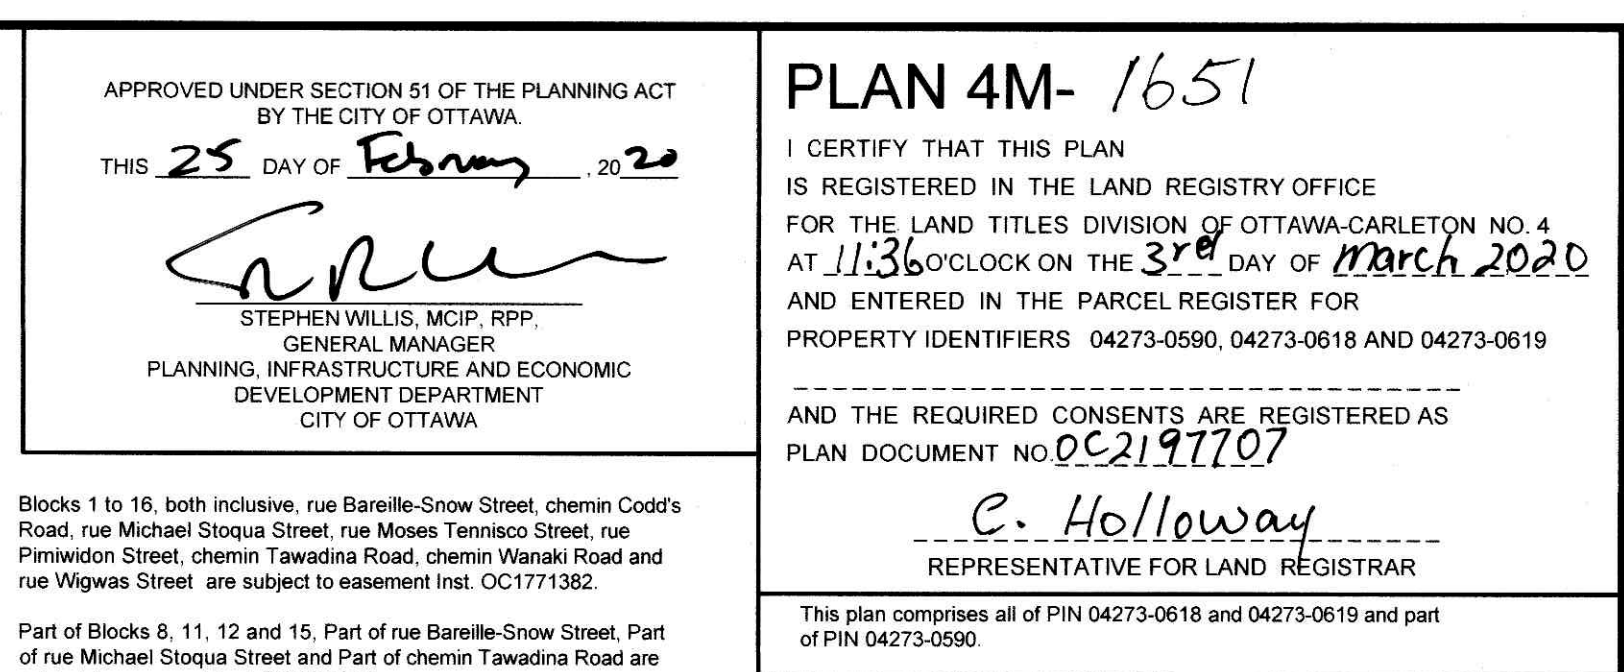 APPROVED UNDER SECTION 51 OF THE PLANNING ACT
BY THE CITY OF OTTAWA.
THIS 25 DAY OF February, 2020
STEPHEN WILLIS, MCIP, RPP,
GENERAL MANAGER
PLANNING, INFRASTRUCTURE AND ECONOMIC
DEVELOPMENT DEPARTMENT
CITY OF OTTAWA
Blocks 1 to 16, both inclusive, rue Bareille-Snow Street, chemin Codd's
Road, rue Michael Stoqua Street, rue Moses Tennisco Street, rue
Pimiwidon Street, chemin Tawadina Road, chemin Wanaki Road and
rue Wigwas Street are subject to easement Inst. OC1771382.
Part of Blocks 8, 11, 12 and 15, Part of rue Bareille-Snow Street, Part
of rue Michael Stoqua Street and Part of chemin Tawadina Road are
PLAN 4M- 1651
I CERTIFY THAT THIS PLAN
IS REGISTERED IN THE LAND REGISTRY OFFICE
FOR THE LAND TITLES DIVISION OF OTTAWA-CARLETON NO. 4
AT 11:36 O'CLOCK ON THE 3rd DAY OF March 2020
AND ENTERED IN THE PARCEL REGISTER FOR
PROPERTY IDENTIFIERS 04273-0590, 04273-0618 AND 04273-0619
AND THE REQUIRED CONSENTS ARE REGISTERED AS
PLAN DOCUMENT NO. OC2197707
C. Holloway
REPRESENTATIVE FOR LAND REGISTRAR
This plan comprises all of PIN 04273-0618 and 04273-0619 and part
of PIN 04273-0590.